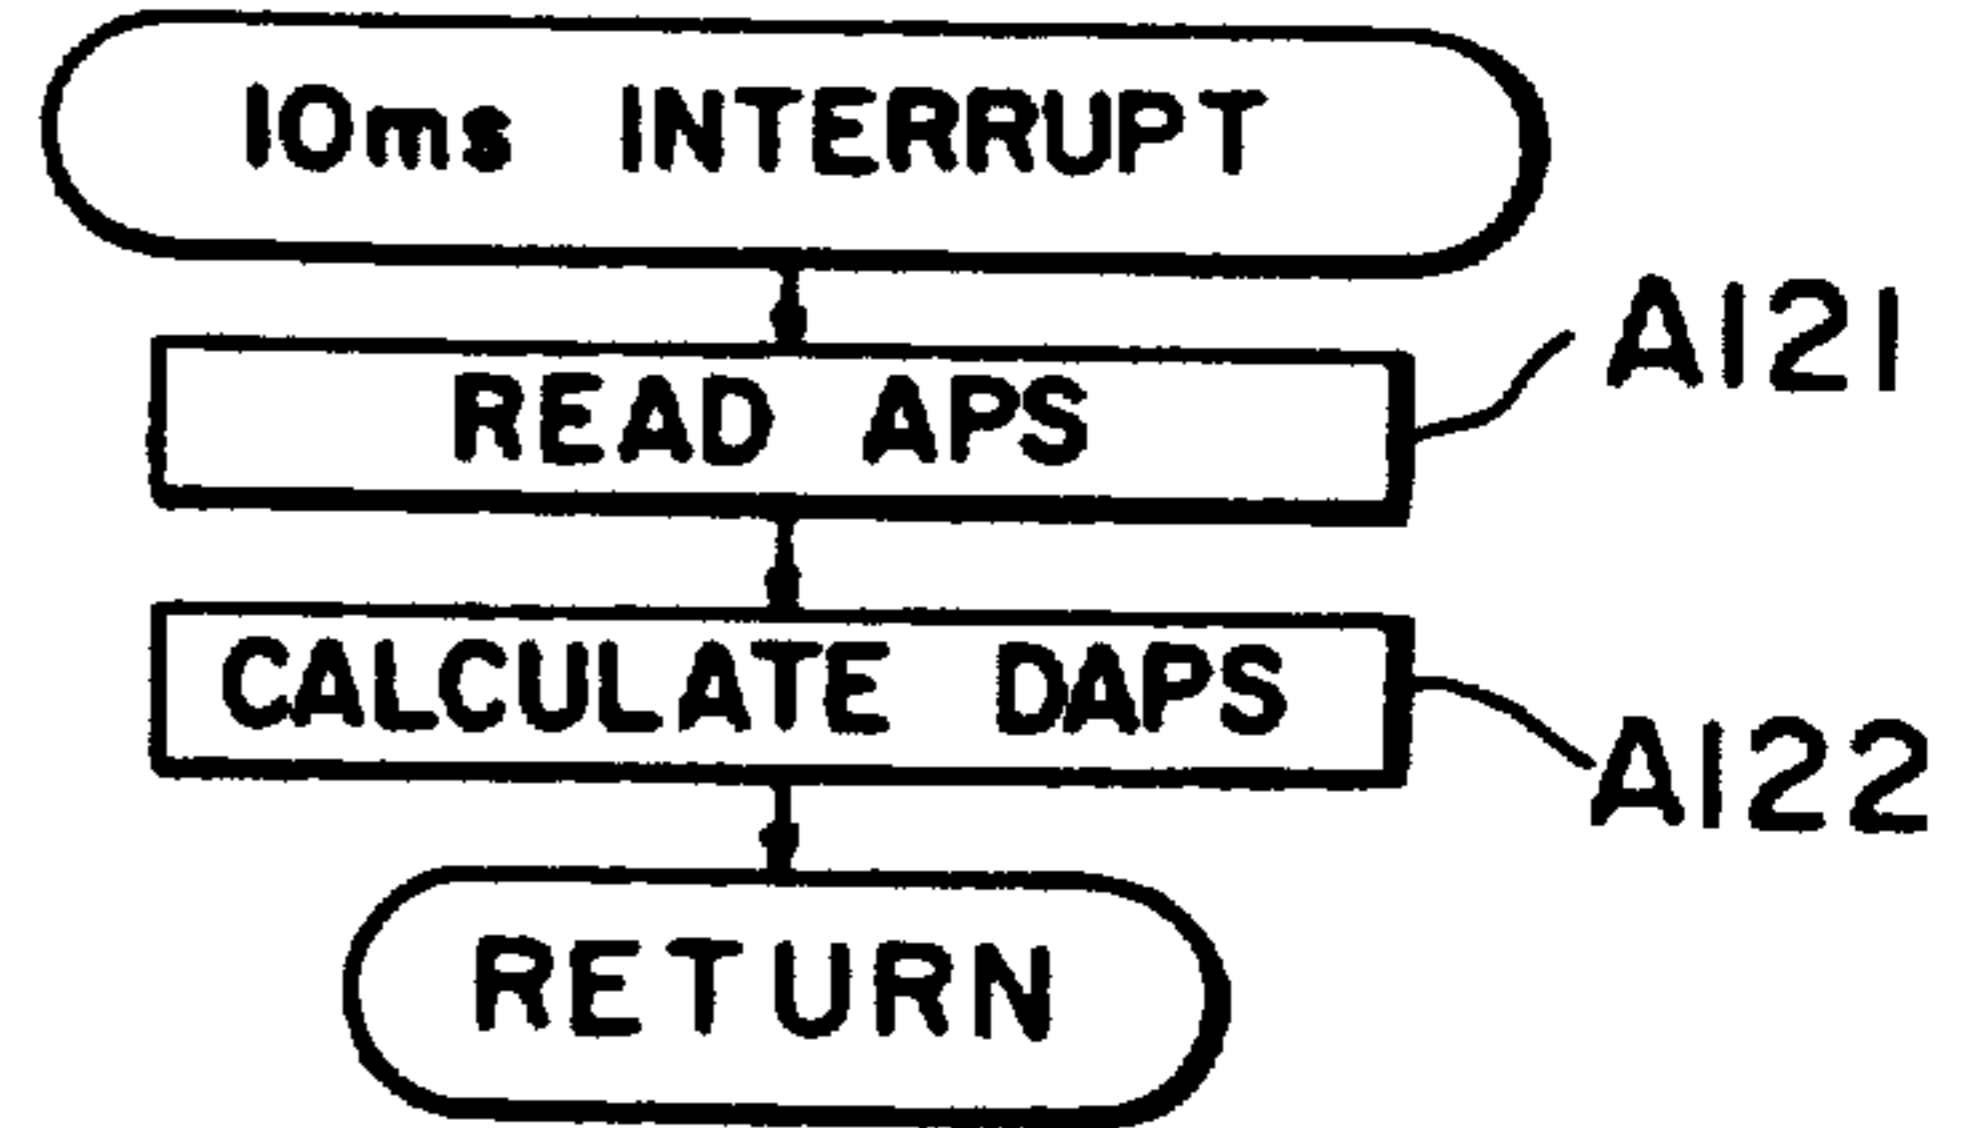 10ms INTERRUPT
READ APS
A121
CALCULATE DAPS
A122
RETURN